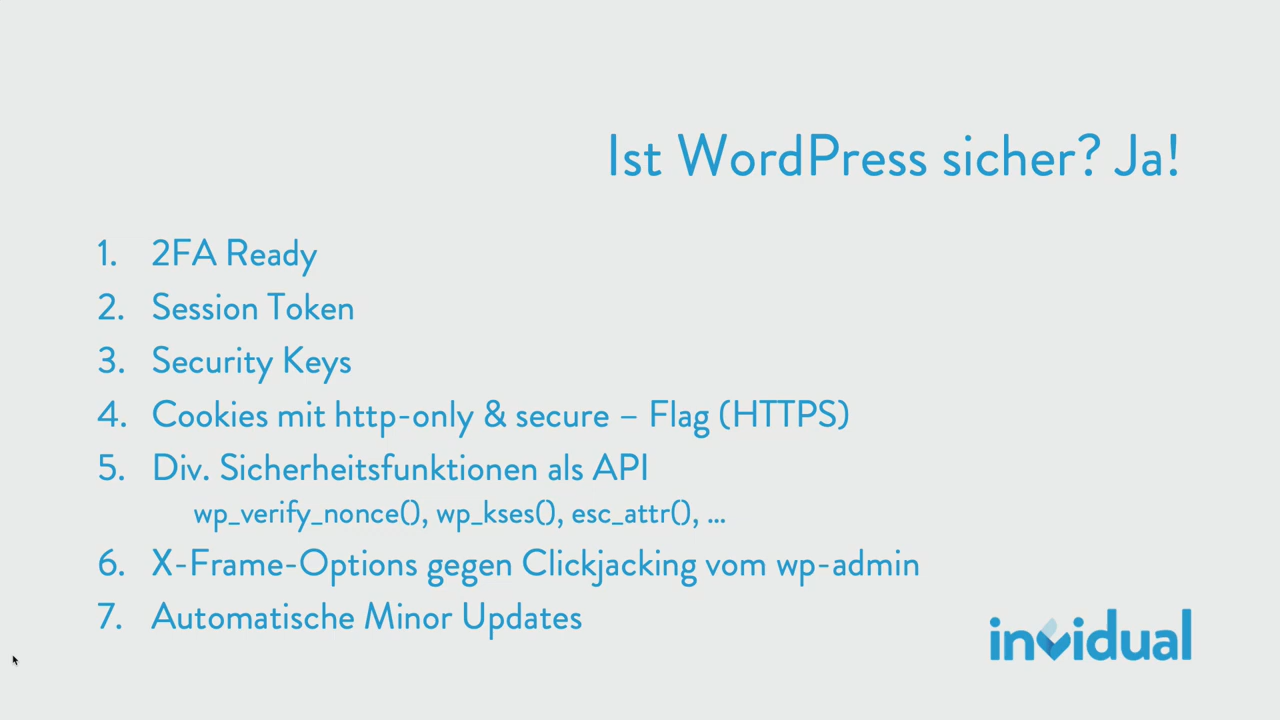 Ist WordPress sicher? Ja!
1. 2FA Ready
2. Session Token
3. Security Keys
4. Cookies mit http-only & secure – Flag (HTTPS)
5. Div. Sicherheitsfunktionen als API
wp_verify_nonce(), wp_kses(), esc_attr(), ...
6. X-Frame-Options gegen Clickjacking vom wp-admin
7. Automatische Minor Updates
invidual